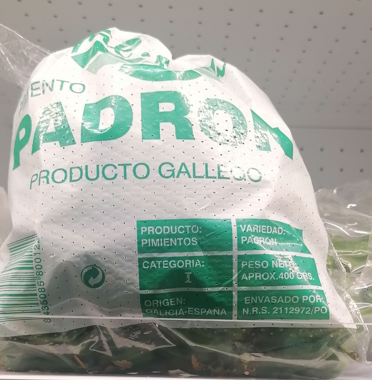 ENTO
PADRON
PRODUCTO GALLEGO
PRODUCTO:
PIMIENTOS
VARIEDAD:
PADRON
CATEGORIA:
I
PESO NETO
APROX.400 GRS.
ORIGEN:
GALICIA-ESPAÑA
ENVASADO POR:
N.R.S. 2112972/PO